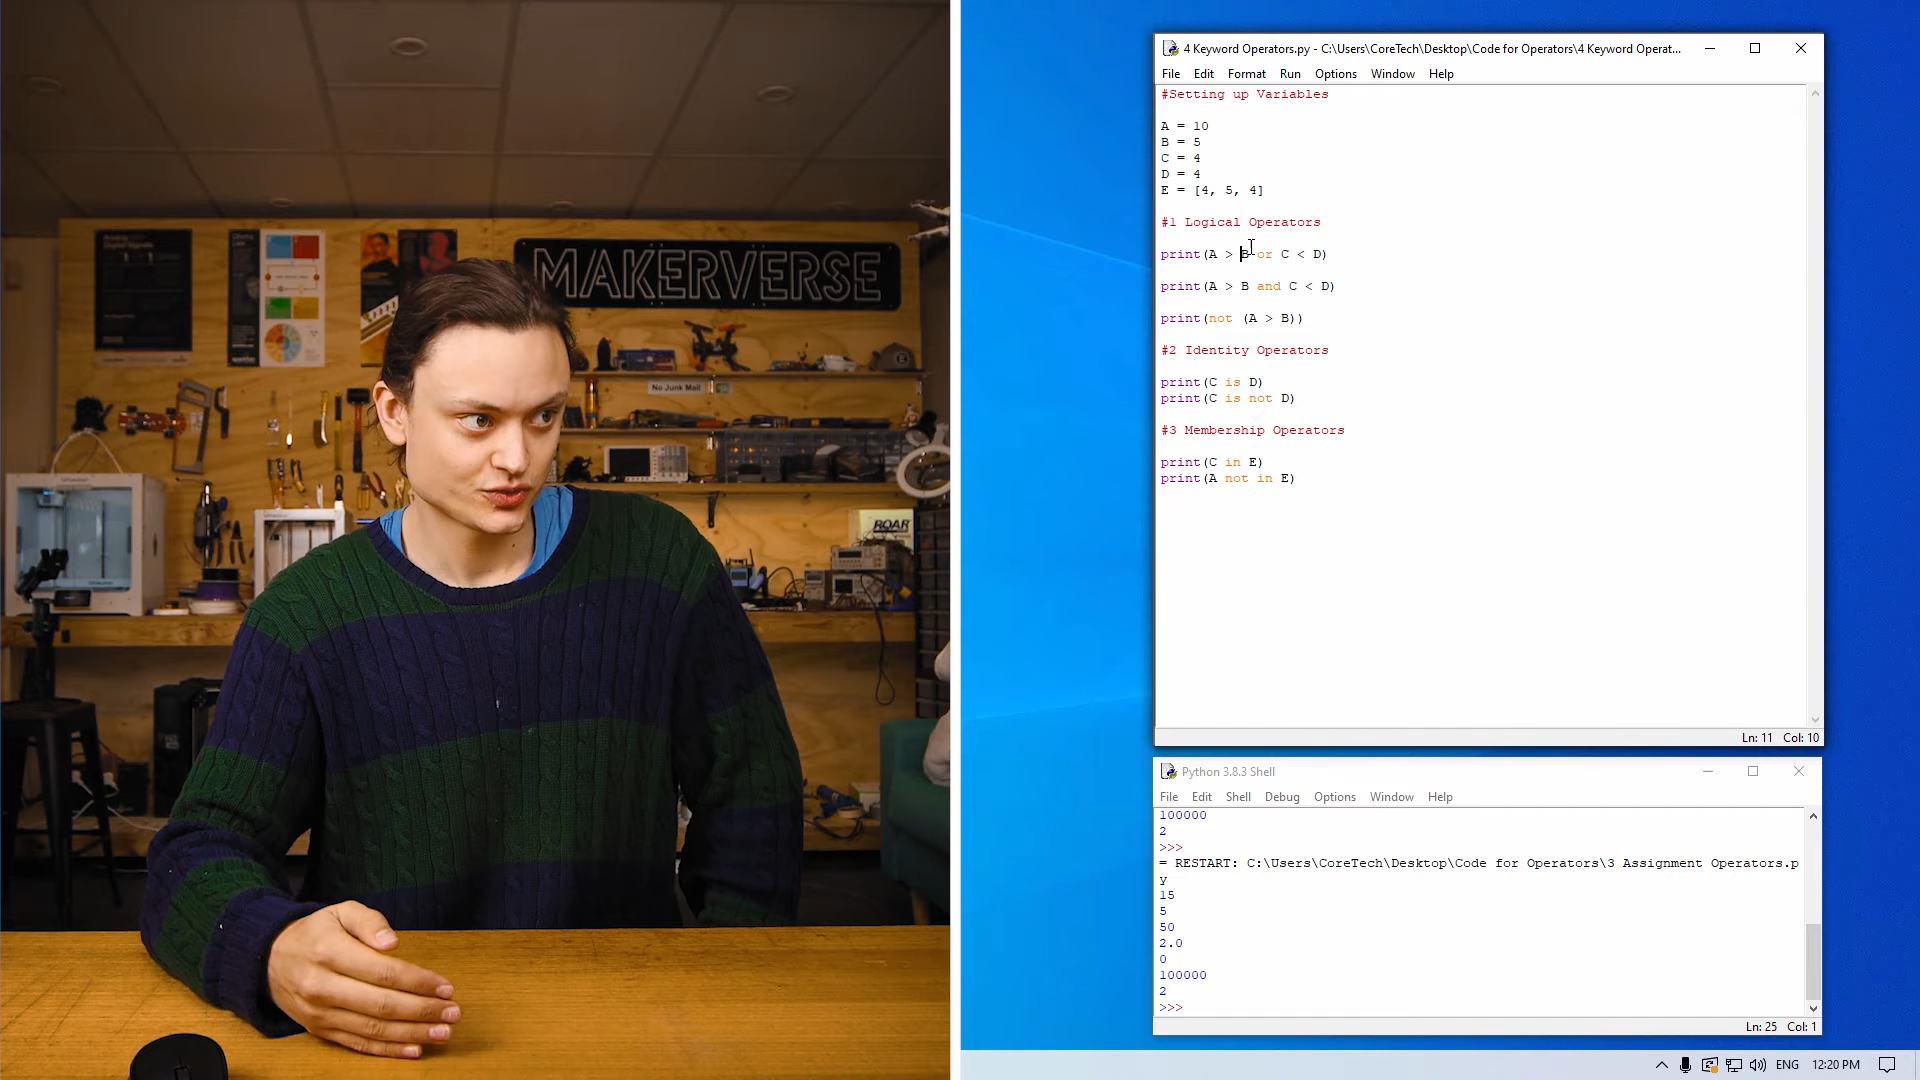 MAKERVERSE
No Junk Mail
ROAR
4 Keyword Operators.py - C:\Users\CoreTech\Desktop\Code for Operators\4 Keyword Operat...
File Edit Format Run Options Window Help
#Setting up Variables
A = 10
B = 5
C = 4
D = 4
E = [4, 5, 4]
#1 Logical Operators
print(A > B or C < D)
print(A > B and C < D)
print(not (A > B))
#2 Identity Operators
print(C is D)
print(C is not D)
#3 Membership Operators
print(C in E)
print(A not in E)
Ln: 11 Col: 10
Python 3.8.3 Shell
File Edit Shell Debug Options Window Help
100000
2
>>>
= RESTART: C:\Users\CoreTech\Desktop\Code for Operators\3 Assignment Operators.p
y
15
5
50
2.0
0
100000
2
>>>
Ln: 25 Col: 1
ENG 12:20 PM